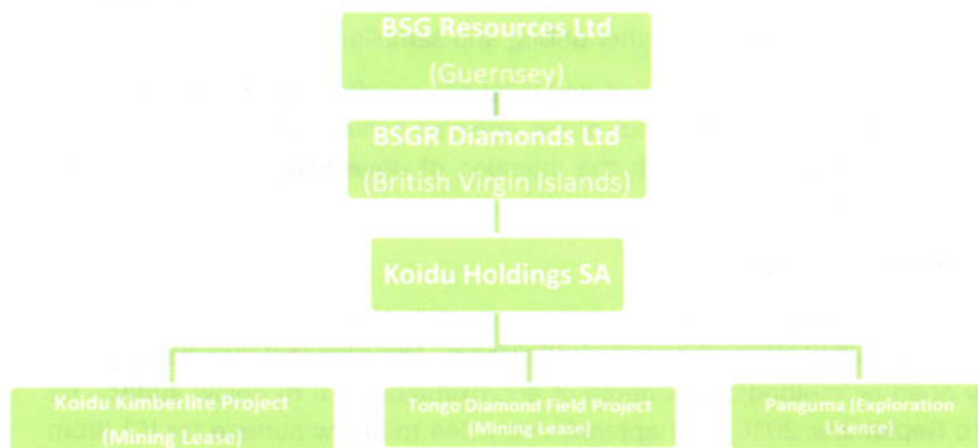 BSG Resources Ltd
(Guernsey)
BSGR Diamonds Ltd
(British Virgin Islands)
Koidu Holdings SA
Koidu Kimberlite Project
(Mining Lease)
Tongo Diamond Field Project
(Mining Lease)
Panguma (Exploration
Licence)